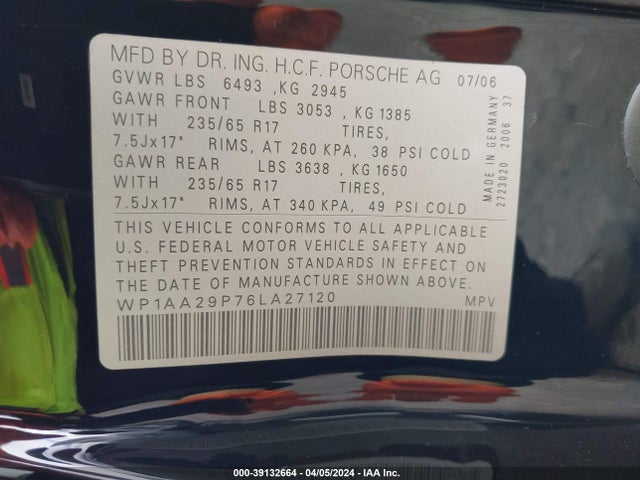 MFD BY DR. ING. H.C.F. PORSCHE AG 07/06
GVWR LBS 6493 ,KG 2945
GAWR FRONT LBS 3053 ,KG 1385
WITH 235/65 R17 TIRES,
7.5Jx17" RIMS, AT 260 KPA, 38 PSI COLD
GAWR REAR LBS 3638 ,KG 1650
WITH 235/65 R17 TIRES,
7.5Jx17" RIMS, AT 340 KPA, 49 PSI COLD
THIS VEHICLE CONFORMS TO ALL APPLICABLE
U.S. FEDERAL MOTOR VEHICLE SAFETY AND
THEFT PREVENTION STANDARDS IN EFFECT ON
THE DATE OF MANUFACTURE SHOWN ABOVE.
WP1AA29P76LA27120 MPV
MADE IN GERMANY
2723020 2006 37
000-39132664 - 04/05/2024 - IAA Inc.